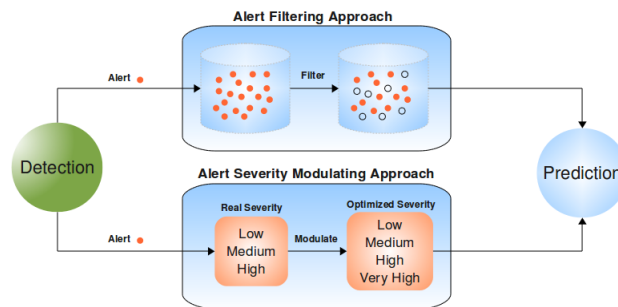 Alert Filtering Approach
Alert
Filter
Detection
Prediction
Alert Severity Modulating Approach
Real Severity
Optimized Severity
Low
Medium
High
Modulate
Low
Medium
High
Very High
Alert